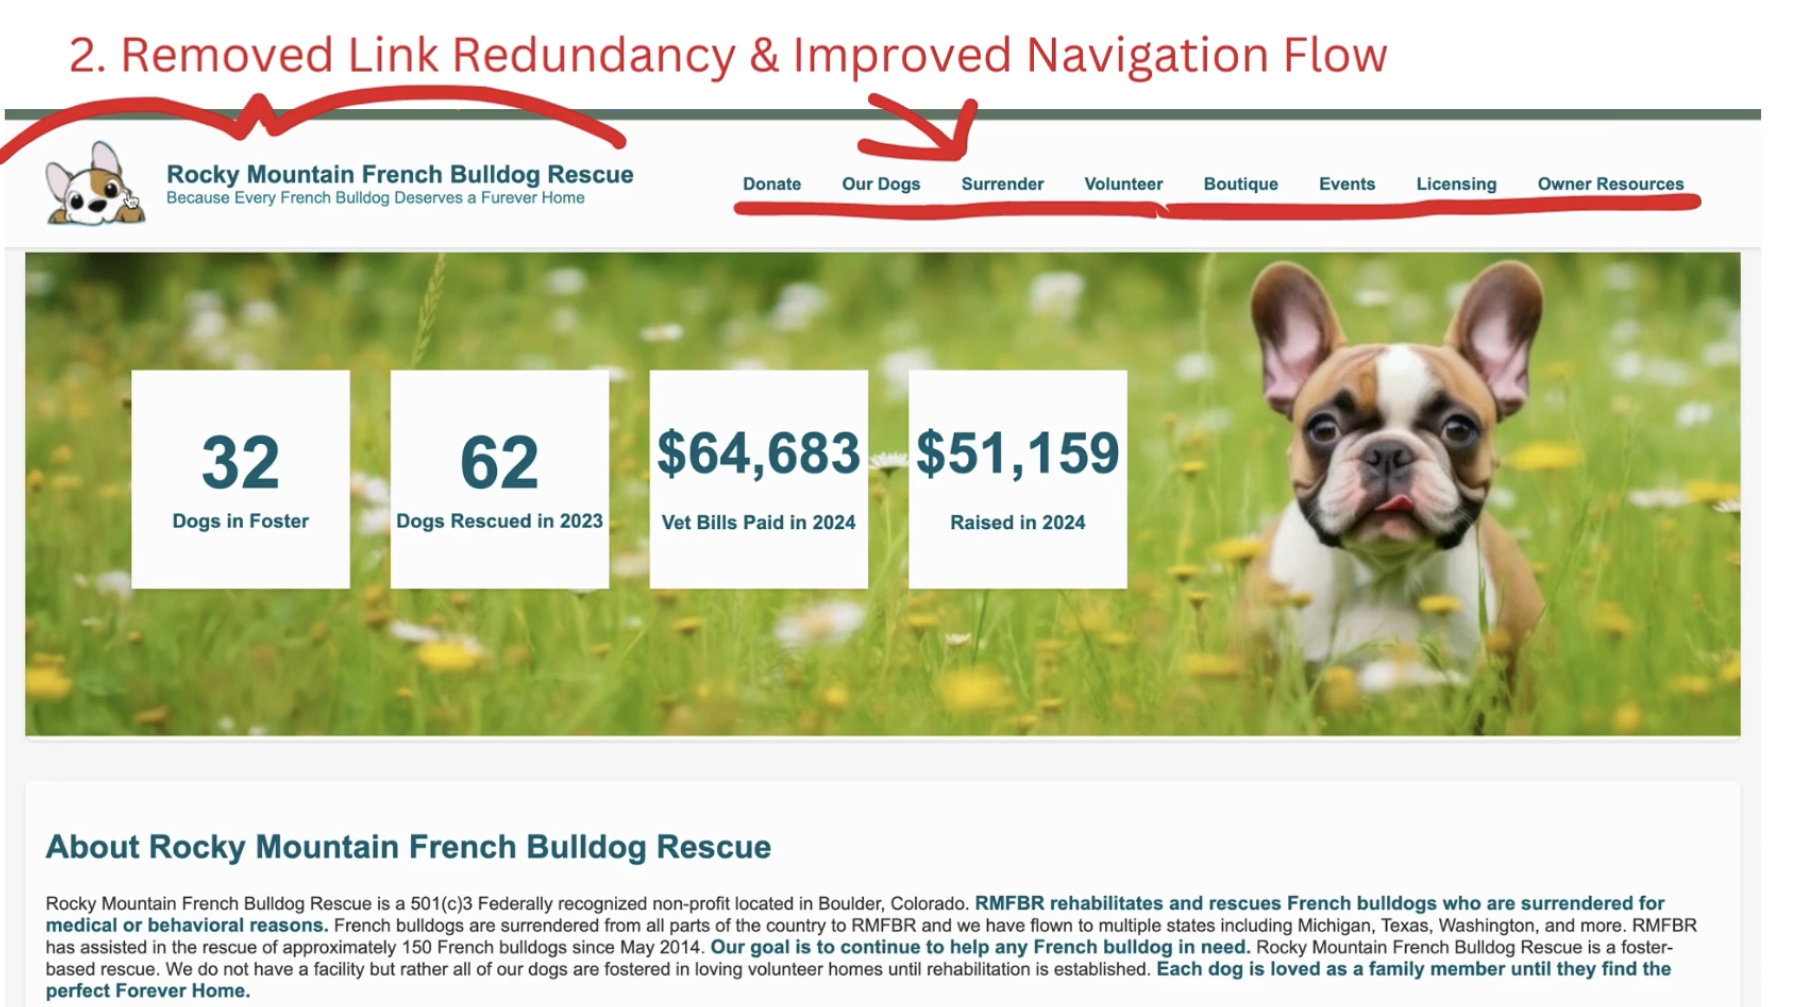 2. Removed Link Redundancy & Improved Navigation Flow
Rocky Mountain French Bulldog Rescue
Because Every French Bulldog Deserves a Furever Home
Donate Our Dogs Surrender Volunteer Boutique Events Licensing Owner Resources
32
Dogs in Foster
62
Dogs Rescued in 2023
$64,683
Vet Bills Paid in 2024
$51,159
Raised in 2024
About Rocky Mountain French Bulldog Rescue
Rocky Mountain French Bulldog Rescue is a 501(c)3 Federally recognized non-profit located in Boulder, Colorado. RMFBR rehabilitates and rescues French bulldogs who are surrendered for
medical or behavioral reasons. French bulldogs are surrendered from all parts of the country to RMFBR and we have flown to multiple states including Michigan, Texas, Washington, and more. RMFBR
has assisted in the rescue of approximately 150 French bulldogs since May 2014. Our goal is to continue to help any French bulldog in need. Rocky Mountain French Bulldog Rescue is a foster-
based rescue. We do not have a facility but rather all of our dogs are fostered in loving volunteer homes until rehabilitation is established. Each dog is loved as a family member until they find the
perfect Forever Home.